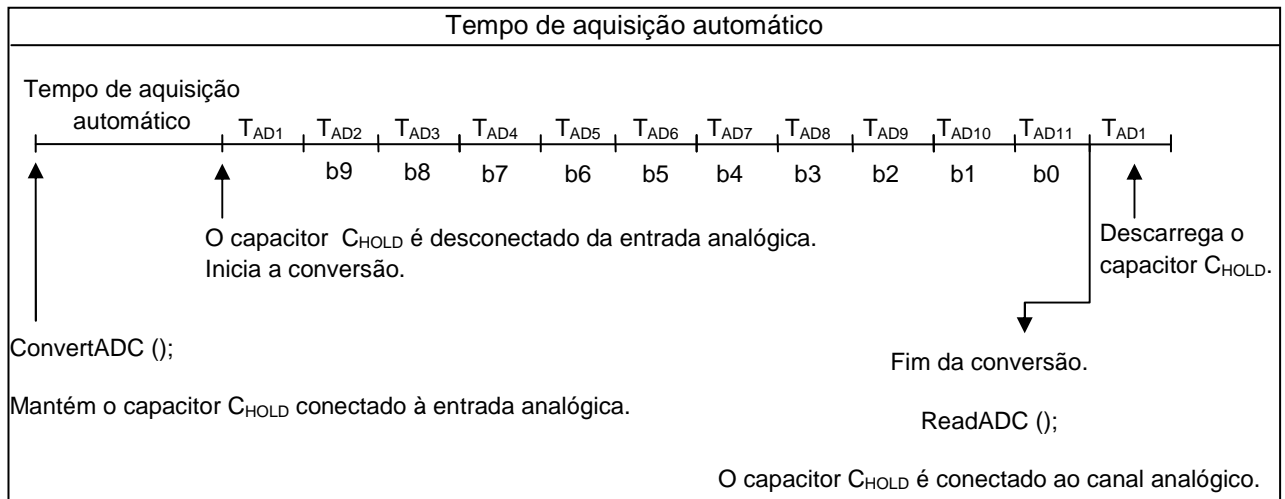 Tempo de aquisição automático
Tempo de aquisição
automático
TAD1 TAD2 TAD3 TAD4 TAD5 TAD6 TAD7 TAD8 TAD9 TAD10 TAD11 TAD1
b9 b8 b7 b6 b5 b4 b3 b2 b1 b0
O capacitor CHOLD é desconectado da entrada analógica.
Inicia a conversão.
Descarrega o
capacitor CHOLD.
ConvertADC ();
Fim da conversão.
Mantém o capacitor CHOLD conectado à entrada analógica.
ReadADC ();
O capacitor CHOLD é conectado ao canal analógico.